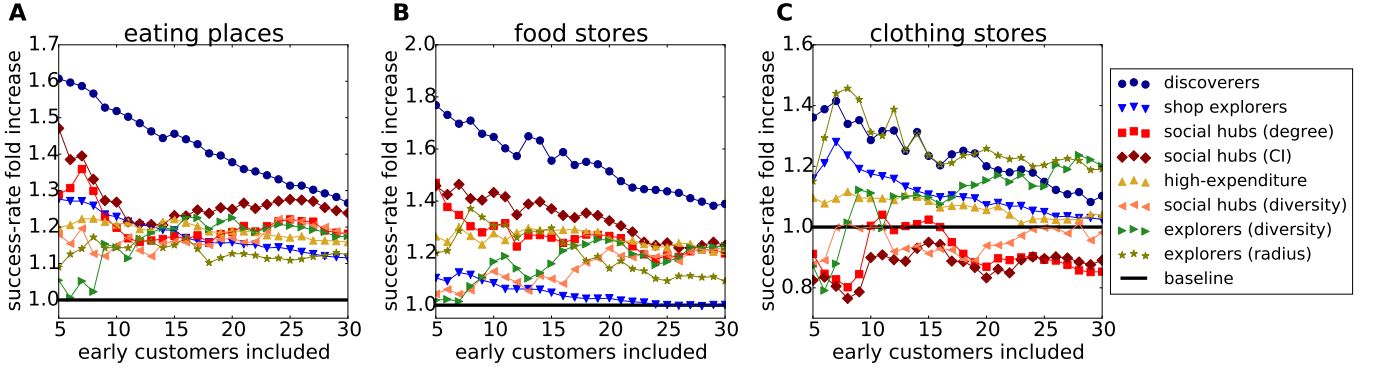 A
eating places
success-rate fold increase
1.7
1.6
1.5
1.4
1.3
1.2
1.1
1.0
5 10 15 20 25 30
early customers included
B
food stores
success-rate fold increase
2.0
1.8
1.6
1.4
1.2
1.0
5 10 15 20 25 30
early customers included
C
clothing stores
success-rate fold increase
1.6
1.4
1.2
1.0
0.8
5 10 15 20 25 30
early customers included
discoverers
shop explorers
social hubs (degree)
social hubs (CI)
high-expenditure
social hubs (diversity)
explorers (diversity)
explorers (radius)
baseline